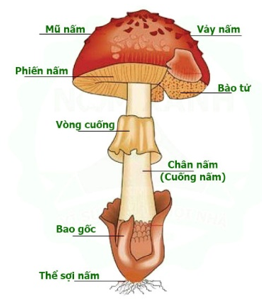 Mũ nấm
Vảy nấm
Phiến nấm
Bào tử
Vòng cuống
Chân nấm
(Cuống nấm)
Bao gốc
Thể sợi nấm